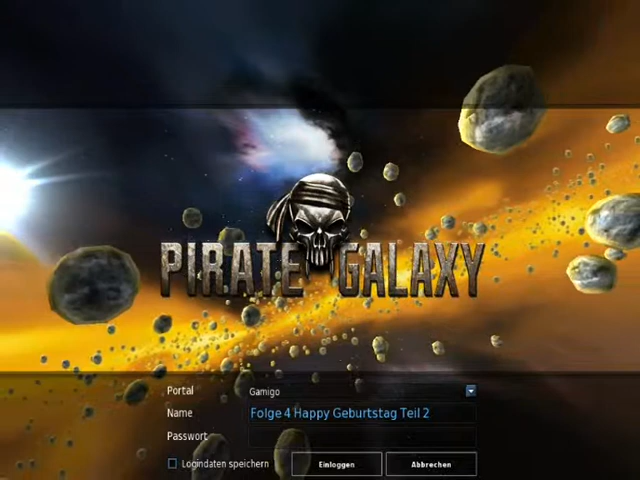 PIRATE GALAXY
Portal Gamigo
Name Folge 4 Happy Geburtstag Teil 2
Passwort
Logindaten speichern Einloggen Abbrechen